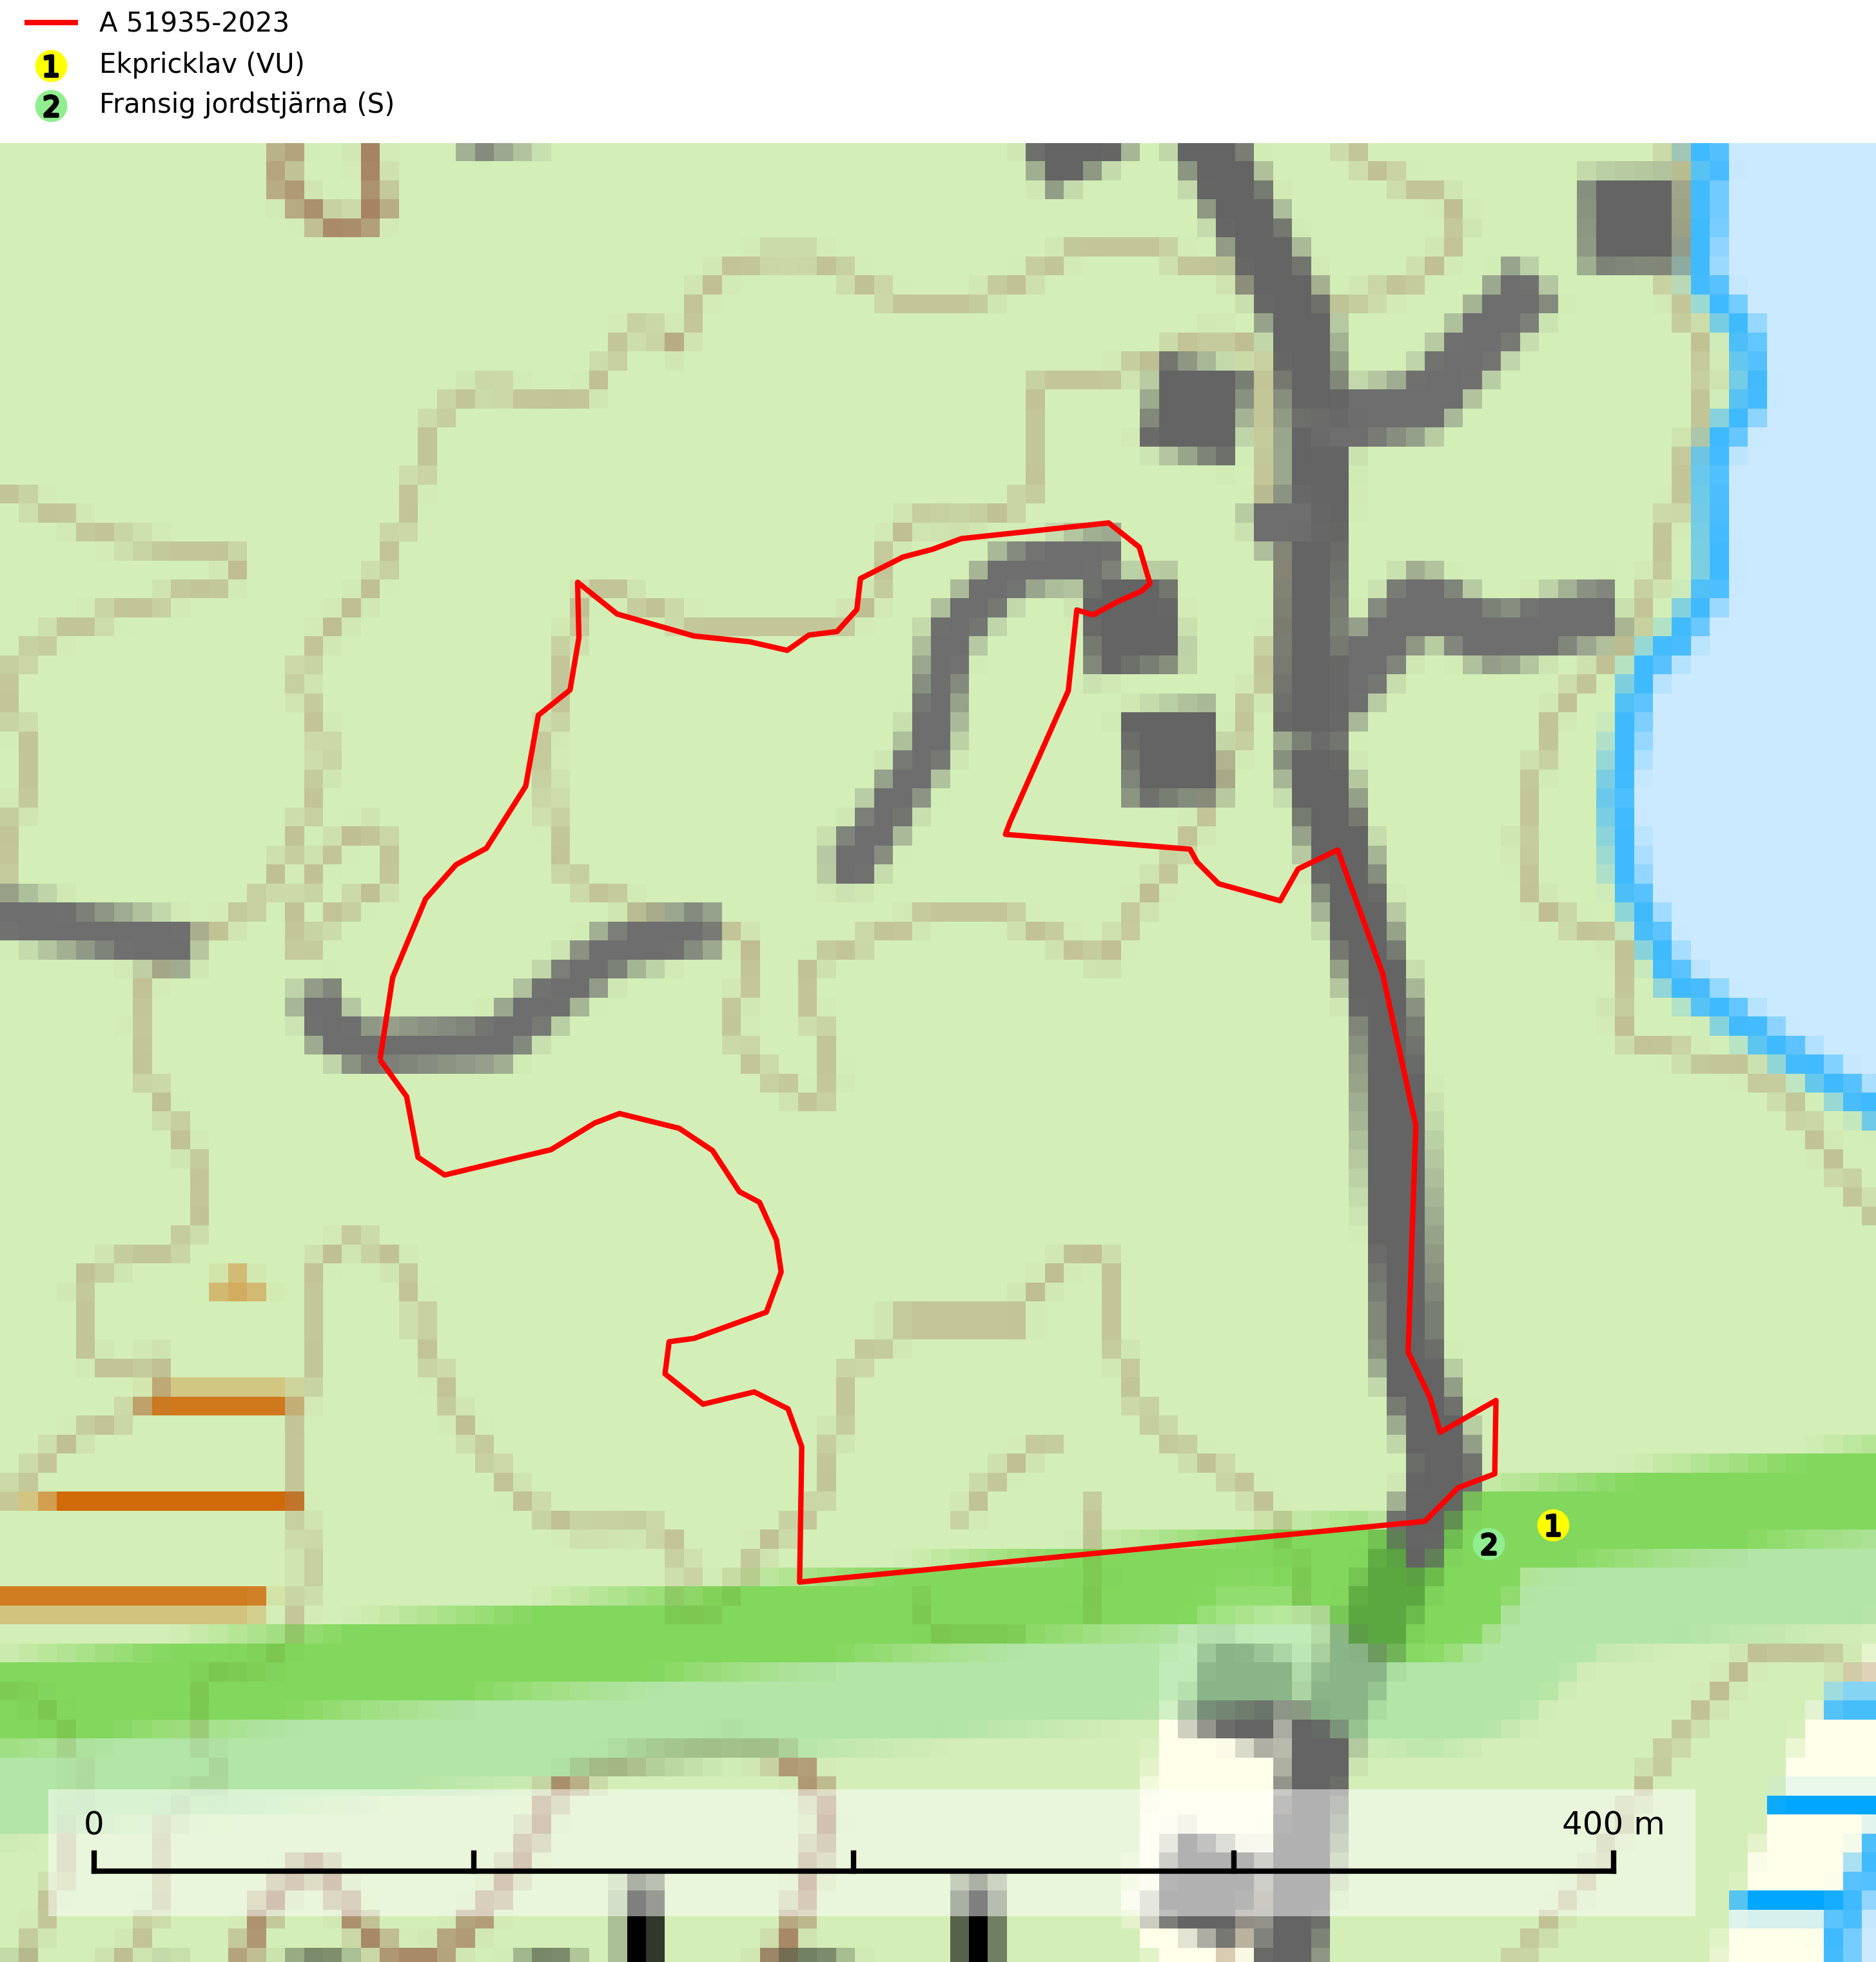 A 51935-2023
1 Ekpricklav (VU)
2 Fransig jordstjärna (S)
1
2
0 400 m